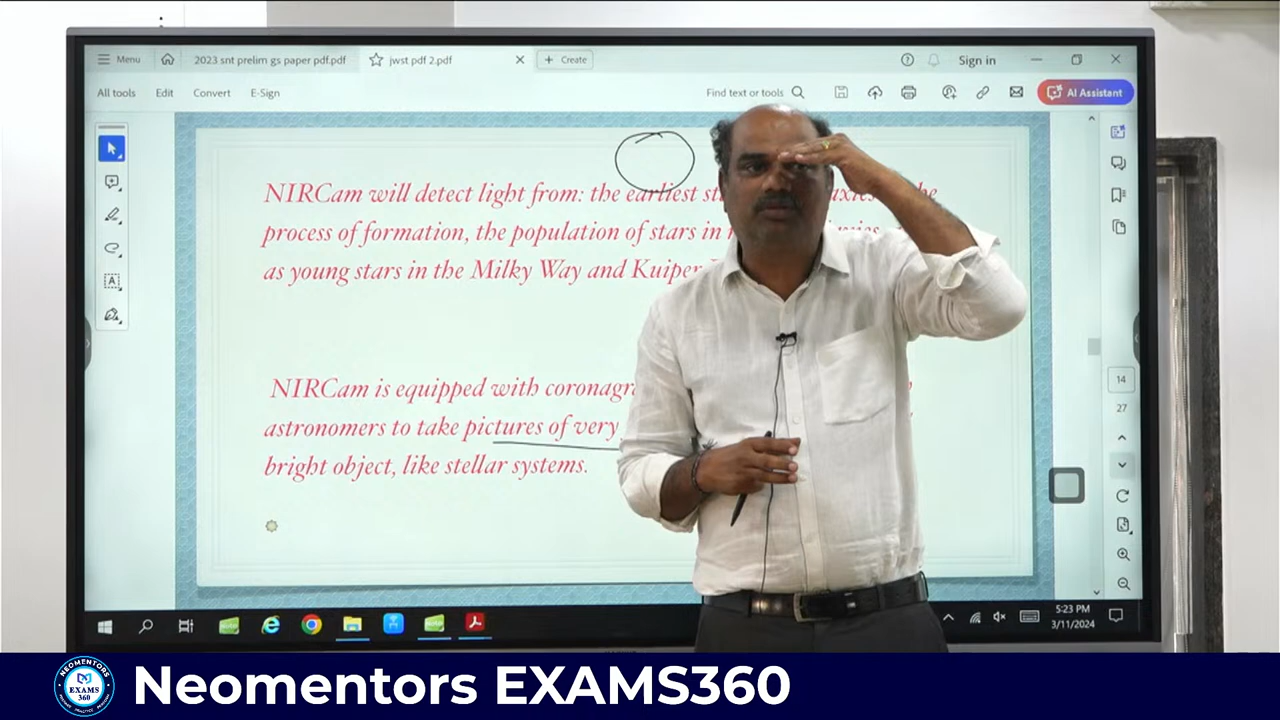 Menu
2023 snt prelim gs paper pdf.pdf
jwst pdf 2.pdf
Create
Sign in
All tools
Edit
Convert
E-Sign
Find text or tools
AI Assistant
NIRCam will detect light from: the earliest
process of formation, the population of stars in
as young stars in the Milky Way and Kuiper
NIRCam is equipped with
astronomers to take pictures of very
bright object, like stellar systems.
14
27
5:23 PM
3/11/2024
NEOMENTORS
EXAMS
360
Neomentors EXAMS360